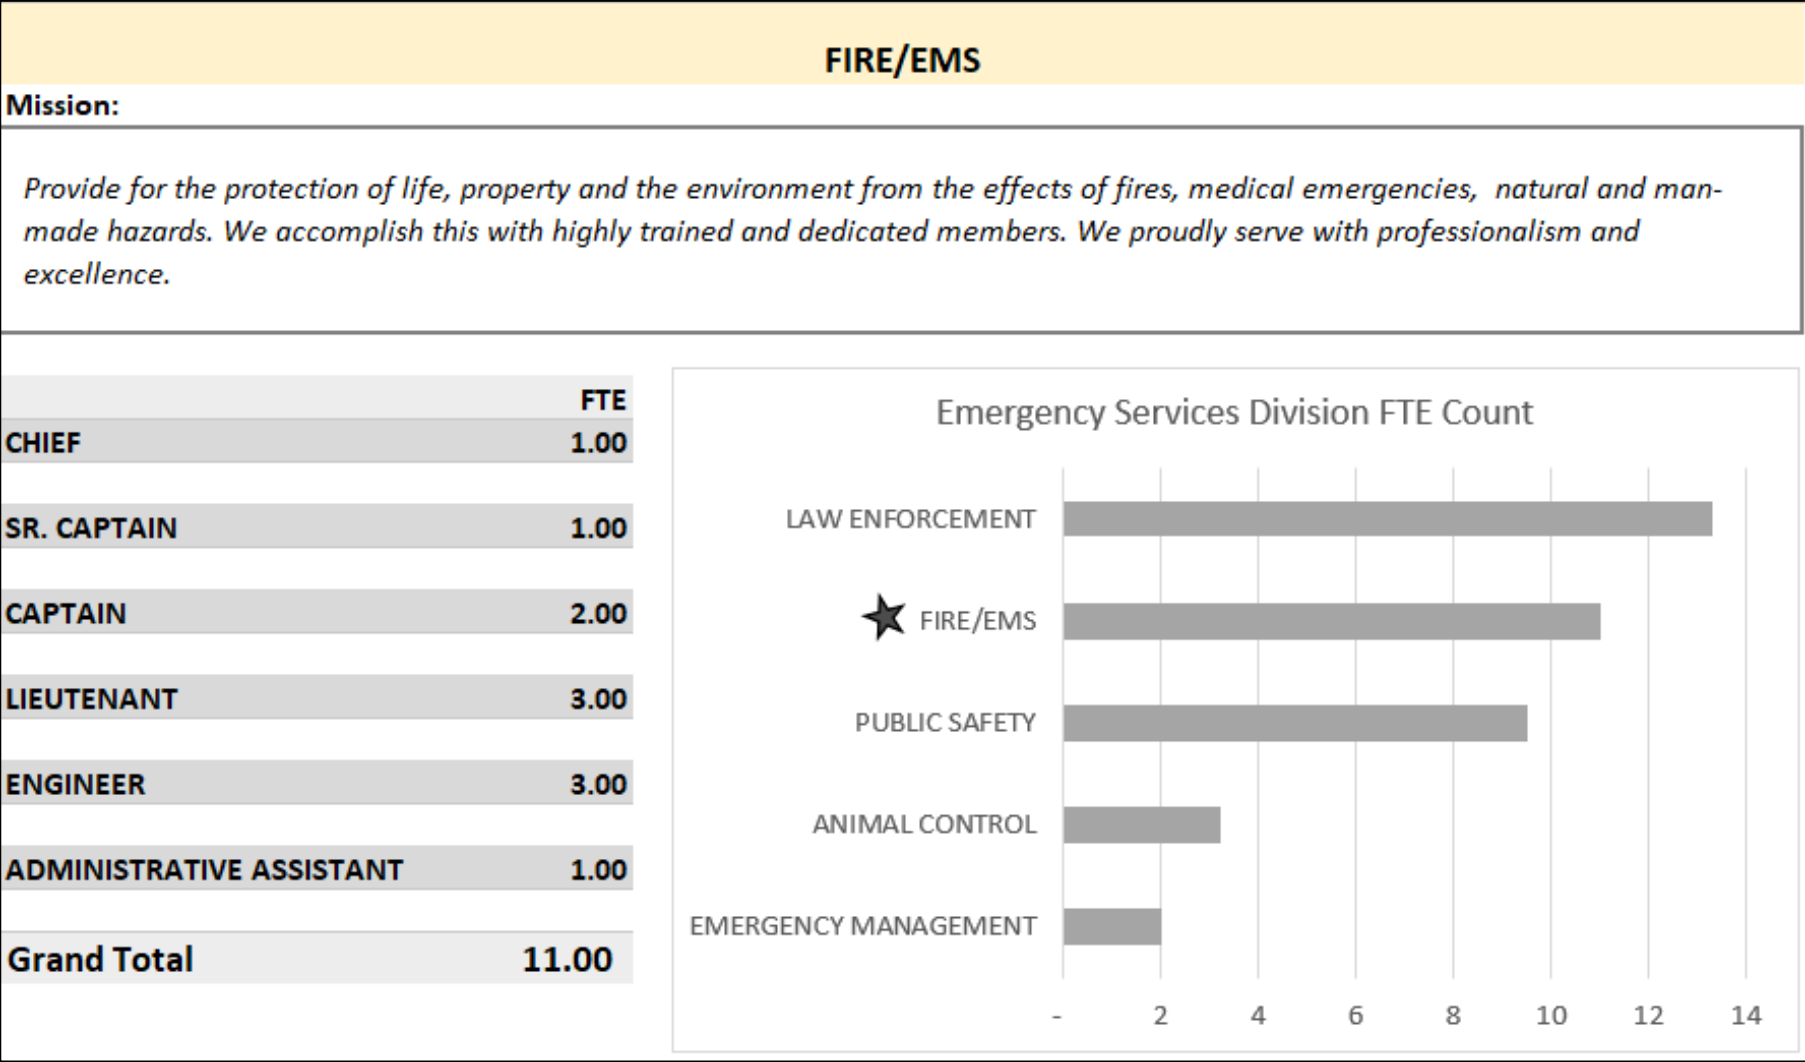 FIRE/EMS
Mission:
Provide for the protection of life, property and the environment from the effects of fires, medical emergencies,  natural and man-
made hazards. We accomplish this with highly trained and dedicated members. We proudly serve with professionalism and
excellence.
FTE
CHIEF 1.00
SR. CAPTAIN 1.00
CAPTAIN 2.00
LIEUTENANT 3.00
ENGINEER 3.00
ADMINISTRATIVE ASSISTANT 1.00
Grand Total 11.00
Emergency Services Division FTE Count
LAW ENFORCEMENT
FIRE/EMS
PUBLIC SAFETY
ANIMAL CONTROL
EMERGENCY MANAGEMENT
- 2 4 6 8 10 12 14